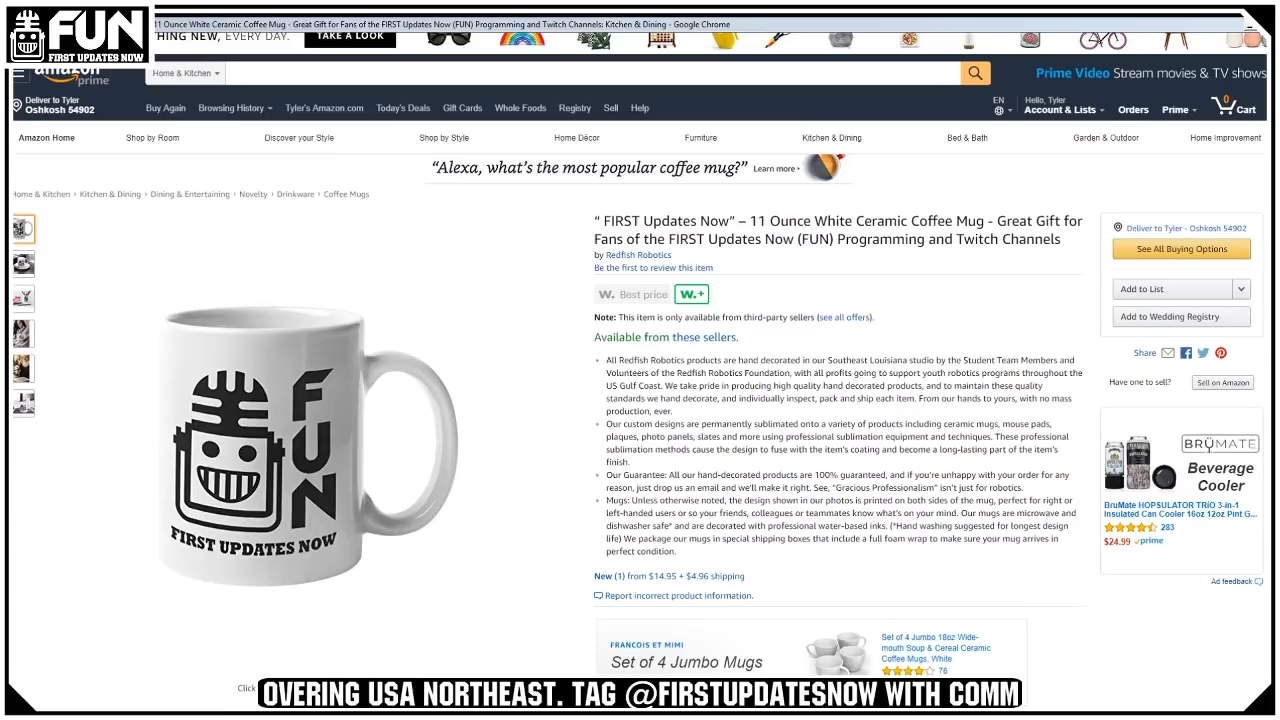 FUN
FIRST UPDATES NOW
11 Ounce White Ceramic Coffee Mug - Great Gift for Fans of the FIRST Updates Now (FUN) Programming and Twitch Channels: Kitchen & Dining - Google Chrome
HING NEW, EVERY DAY.
TAKE A LOOK
amazon
prime
Home & Kitchen
Prime Video Stream movies & TV shows
Deliver to Tyler
Oshkosh 54902
Buy Again Browsing History Tyler's Amazon.com Today's Deals Gift Cards Whole Foods Registry Sell Help
EN
Hello, Tyler
Account & Lists Orders Prime 0 Cart
Amazon Home Shop by Room Discover your Style Shop by Style Home Décor Furniture Kitchen & Dining Bed & Bath Garden & Outdoor Home Improvement
“Alexa, what’s the most popular coffee mug?” Learn more ›
Home & Kitchen › Kitchen & Dining › Dining & Entertaining › Novelty › Drinkware › Coffee Mugs
FUN
FIRST UPDATES NOW
“ FIRST Updates Now” – 11 Ounce White Ceramic Coffee Mug - Great Gift for
Fans of the FIRST Updates Now (FUN) Programming and Twitch Channels
by Redfish Robotics
Be the first to review this item
W. Best price W.+
Note: This item is only available from third-party sellers (see all offers).
Available from these sellers.
All Redfish Robotics products are hand decorated in our Southeast Louisiana studio by the Student Team Members and
Volunteers of the Redfish Robotics Foundation, with all profits going to support youth robotics programs throughout the
US Gulf Coast. We take pride in producing high quality hand decorated products, and to maintain these quality
standards we hand decorate, and individually inspect, pack and ship each item. From our hands to yours, with no mass
production, ever.
Our custom designs are permanently sublimated onto a variety of products including ceramic mugs, mouse pads,
plaques, photo panels, slates and more using professional sublimation equipment and techniques. These professional
sublimation methods cause the design to fuse with the item's coating and become a long-lasting part of the item's
finish.
Our Guarantee: All our hand-decorated products are 100% guaranteed, and if you're unhappy with your order for any
reason, just drop us an email and we'll make it right. See, “Gracious Professionalism” isn't just for robotics.
Mugs: Unless otherwise noted, the design shown in our photos is printed on both sides of the mug, perfect for right or
left-handed users or so your friends, colleagues or teammates know what's on your mind. Our mugs are microwave and
dishwasher safe* and are decorated with professional water-based inks. (*Hand washing suggested for longest design
life) We package our mugs in special shipping boxes that include a full foam wrap to make sure your mug arrives in
perfect condition.
New (1) from $14.95 + $4.96 shipping
Report incorrect product information.
Deliver to Tyler - Oshkosh 54902
See All Buying Options
Add to List
Add to Wedding Registry
Share
Have one to sell? Sell on Amazon
BRÜMATE
Beverage
Cooler
BruMate HOPSULATOR TRíO 3-in-1
Insulated Can Cooler 16oz 12oz Pint G...
283
$24.99 prime
Ad feedback
FRANCOIS ET MIMI
Set of 4 Jumbo Mugs
Set of 4 Jumbo 18oz Wide-
mouth Soup & Cereal Ceramic
Coffee Mugs, White
76
Click
OVERING USA NORTHEAST. TAG @FIRSTUPDATESNOW WITH COMM